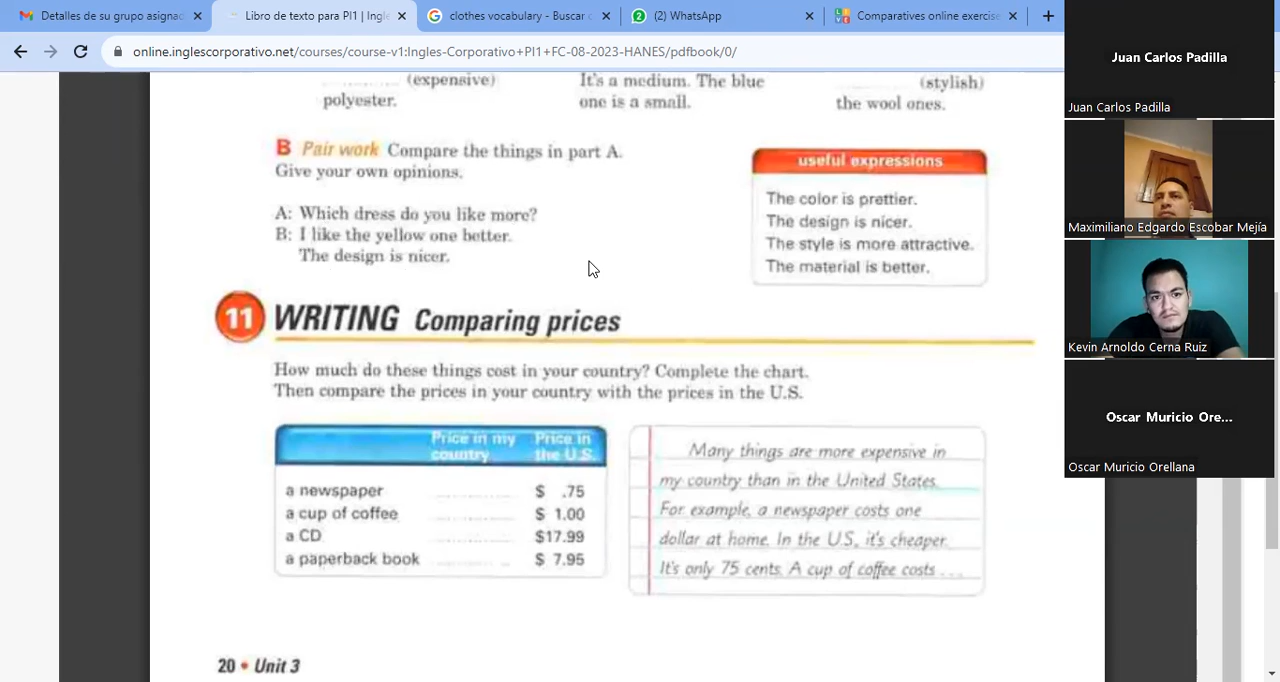 Detalles de su grupo asignac
Libro de texto para PI1 | Ingle
clothes vocabulary - Buscar c
(2) WhatsApp
Comparatives online exercise
online.inglescorporativo.net/courses/course-v1:Ingles-Corporativo+PI1+FC-08-2023-HANES/pdfbook/0/
(expensive)
polyester.
It's a medium. The blue
one is a small.
(stylish)
the wool ones.
B Pair work Compare the things in part A.
Give your own opinions.
A: Which dress do you like more?
B: I like the yellow one better.
The design is nicer.
useful expressions
The color is prettier.
The design is nicer.
The style is more attractive.
The material is better.
11 WRITING Comparing prices
How much do these things cost in your country? Complete the chart.
Then compare the prices in your country with the prices in the U.S.
Price in my country
Price in the U.S.
a newspaper $ .75
a cup of coffee $ 1.00
a CD $17.99
a paperback book $ 7.95
Many things are more expensive in
my country than in the United States.
For example, a newspaper costs one
dollar at home. In the U.S., it's cheaper.
It's only 75 cents. A cup of coffee costs . . .
20 • Unit 3
Juan Carlos Padilla
Juan Carlos Padilla
Maximiliano Edgardo Escobar Mejía
Kevin Arnoldo Cerna Ruiz
Oscar Muricio Ore...
Oscar Muricio Orellana